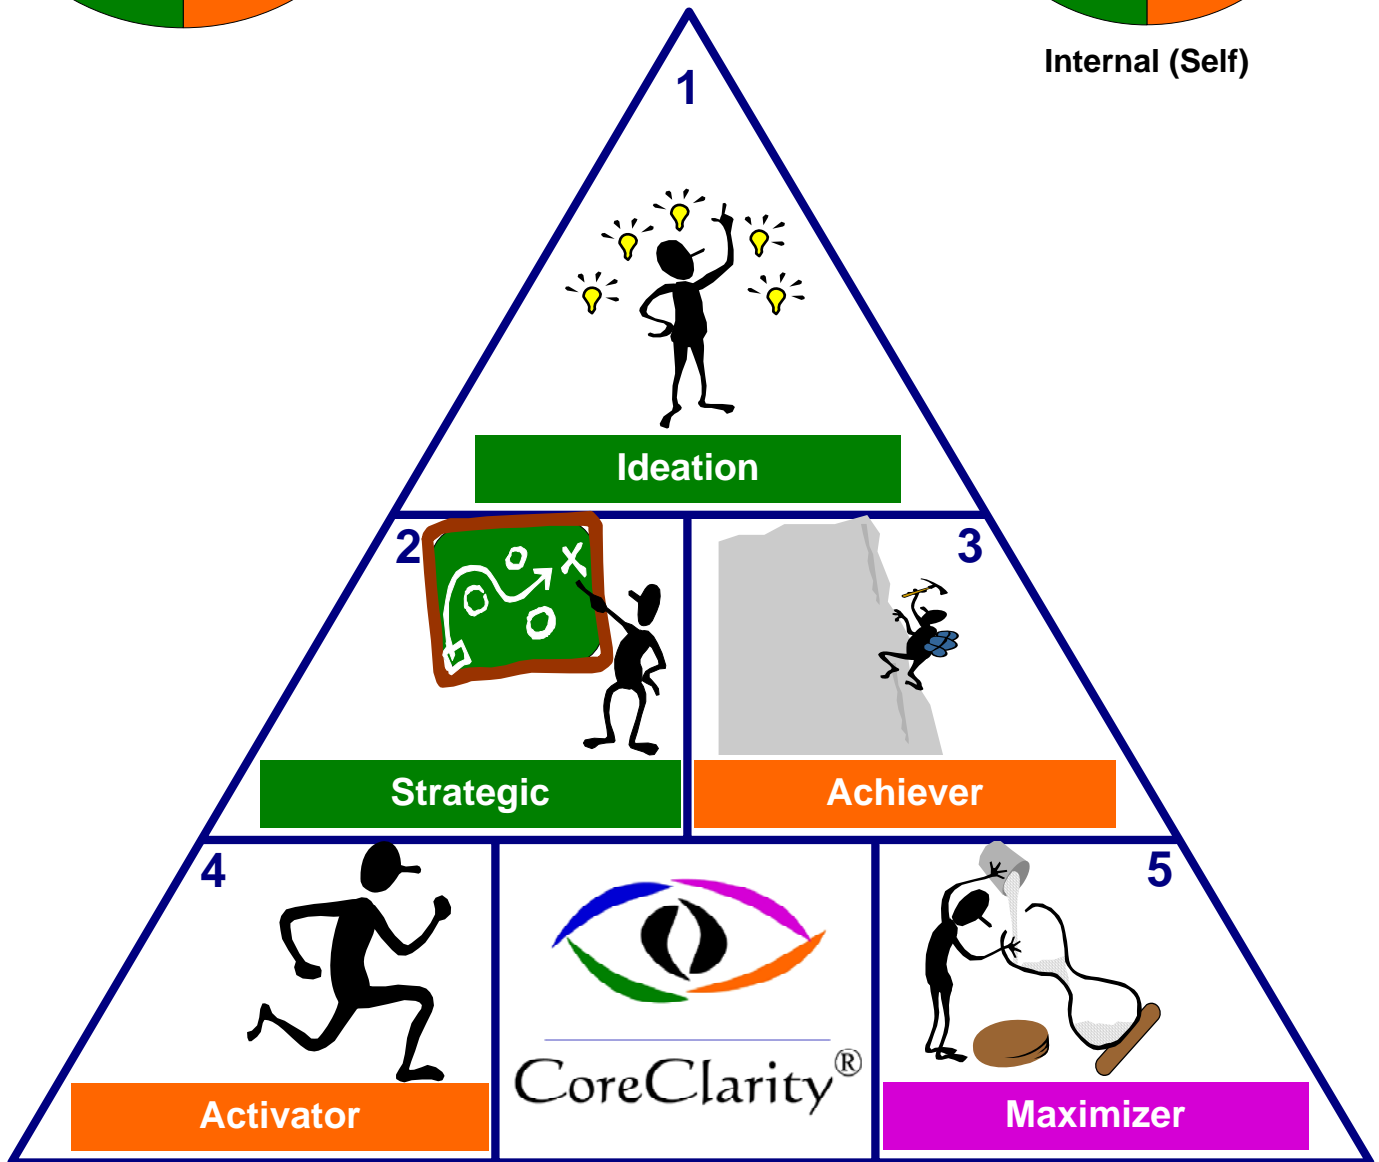 Internal (Self)
1
Ideation
2
3
Strategic
Achiever
4
5
CoreClarity®
Activator
Maximizer